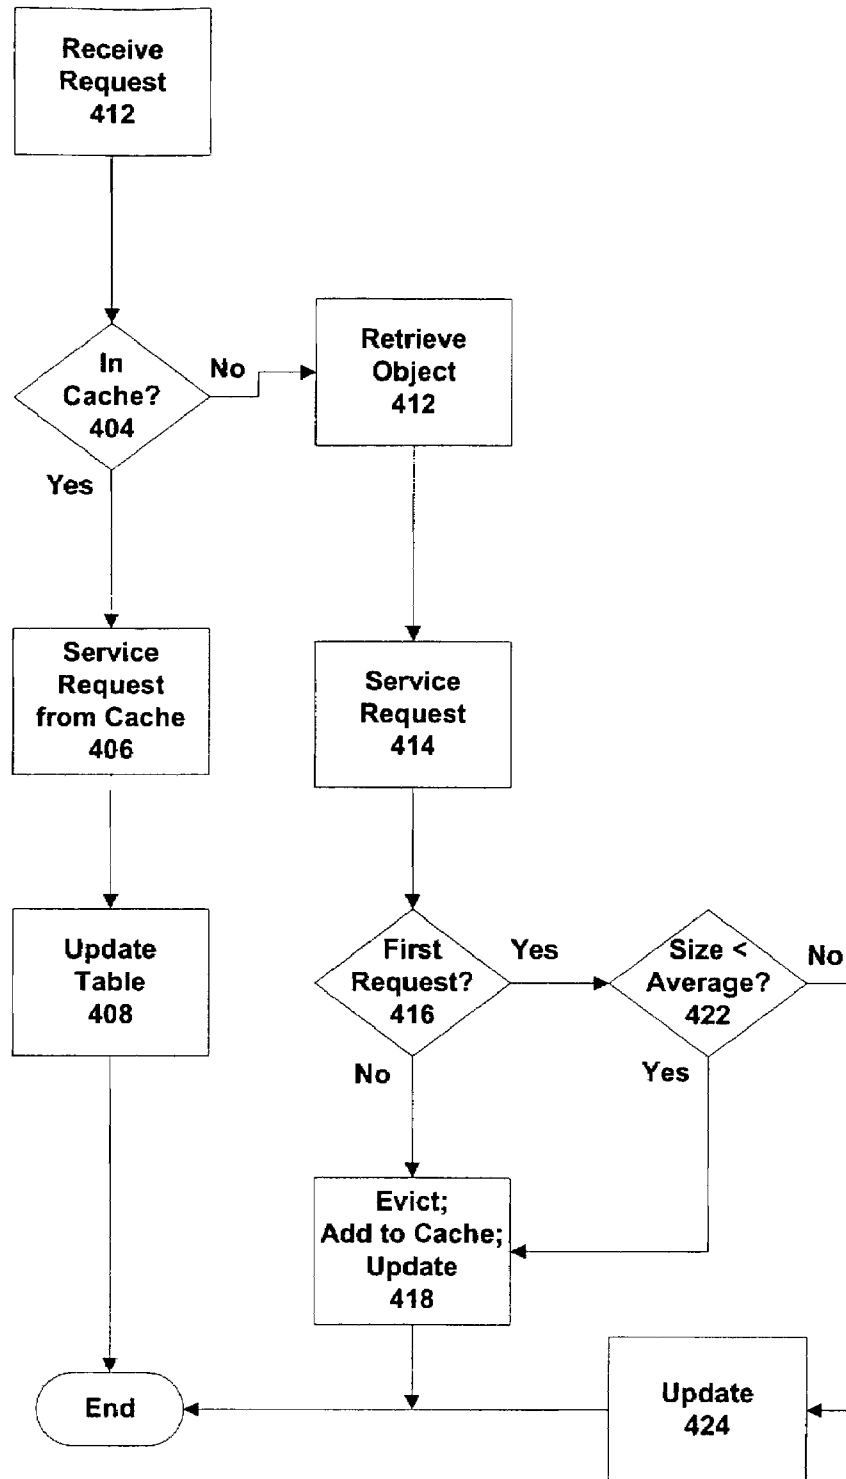 Receive
Request
412
In
Cache?
404
No
Yes
Retrieve
Object
412
Service
Request
from Cache
406
Service
Request
414
Update
Table
408
First
Request?
416
Yes
No
Size <
Average?
422
No
Yes
Evict;
Add to Cache;
Update
418
End
Update
424